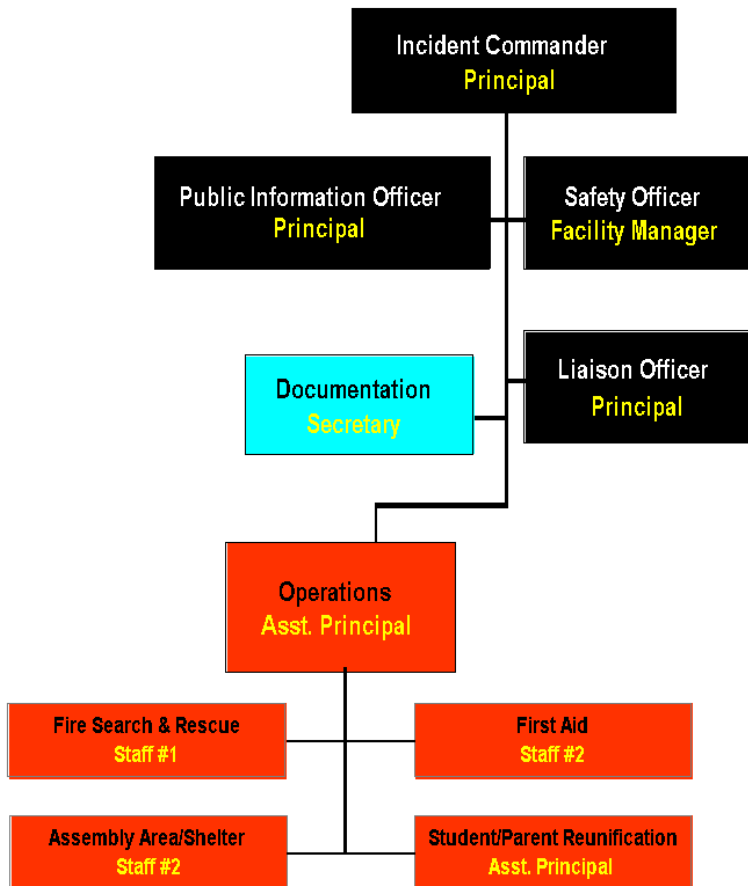 Incident Commander
Principal
Public Information Officer
Principal
Safety Officer
Facility Manager
Liaison Officer
Principal
Documentation
Secretary
Operations
Asst. Principal
Fire Search & Rescue
Staff #1
First Aid
Staff #2
Assembly Area/Shelter
Staff #2
Student/Parent Reunification
Asst. Principal